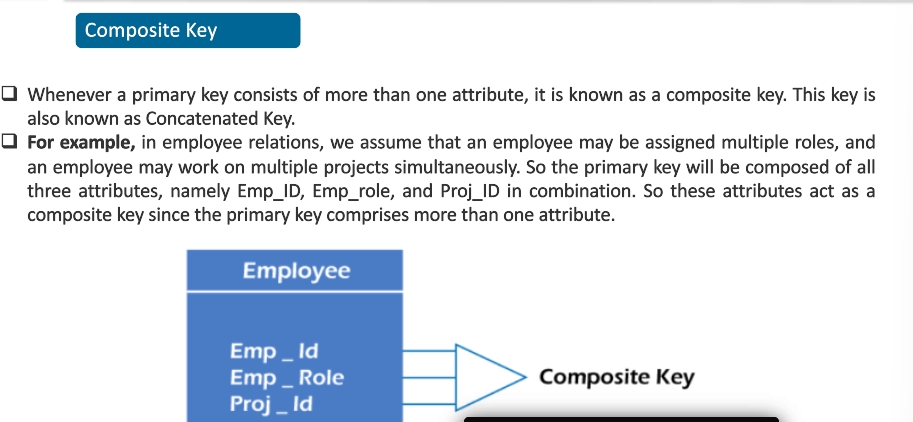 Composite Key
❑ Whenever a primary key consists of more than one attribute, it is known as a composite key. This key is
also known as Concatenated Key.
❑ For example, in employee relations, we assume that an employee may be assigned multiple roles, and
an employee may work on multiple projects simultaneously. So the primary key will be composed of all
three attributes, namely Emp_ID, Emp_role, and Proj_ID in combination. So these attributes act as a
composite key since the primary key comprises more than one attribute.
Employee
Emp _ Id
Emp _ Role
Proj _ Id
Composite Key